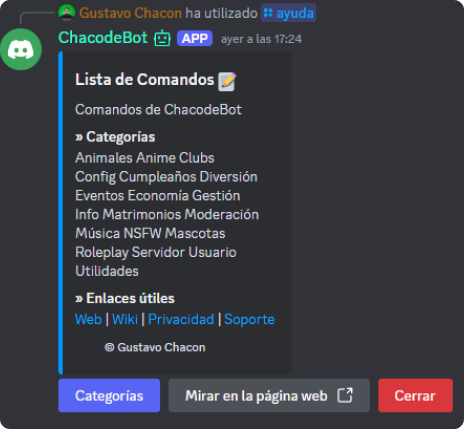 Gustavo Chacon ha utilizado ayuda
ChacodeBot APP ayer a las 17:24
Lista de Comandos 📝
Comandos de ChacodeBot
» Categorías
Animales Anime Clubs
Config Cumpleaños Diversión
Eventos Economía Gestión
Info Matrimonios Moderación
Música NSFW Mascotas
Roleplay Servidor Usuario
Utilidades
» Enlaces útiles
Web | Wiki | Privacidad | Soporte
© Gustavo Chacon
Categorías Mirar en la página web Cerrar